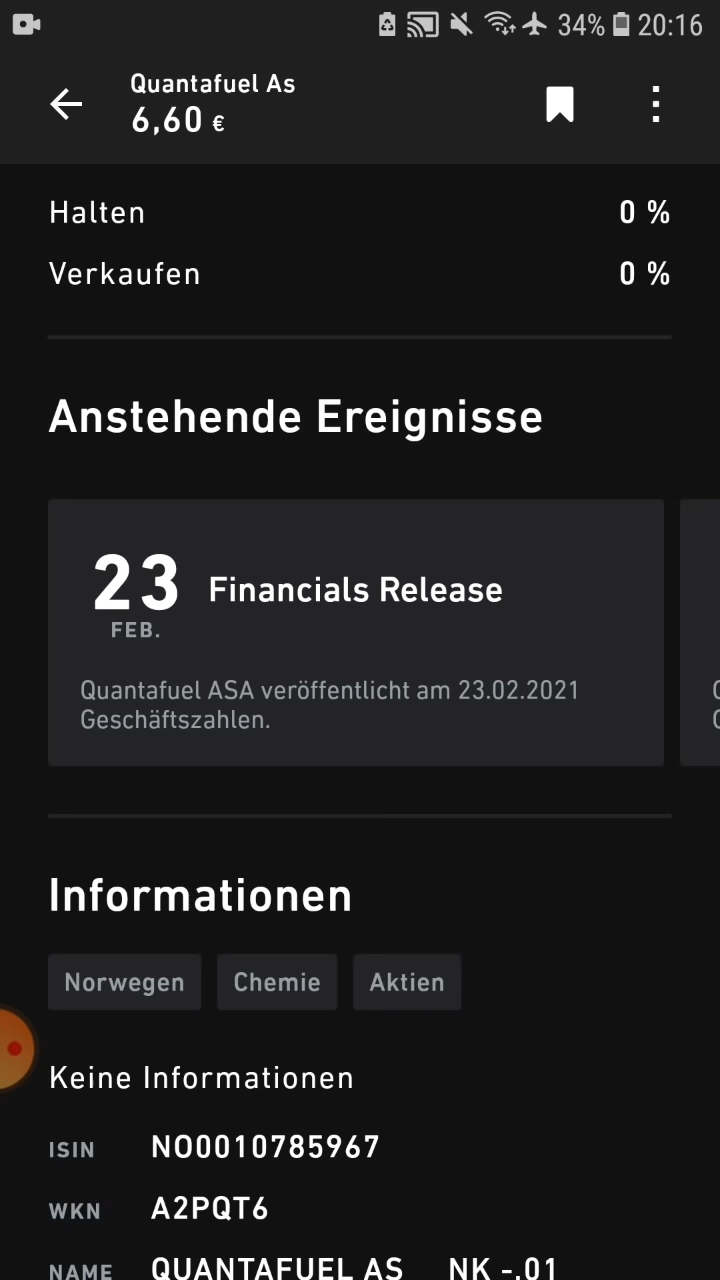 34% 20:16
Quantafuel As
6,60 €
Halten 0 %
Verkaufen 0 %
Anstehende Ereignisse
23 Financials Release
FEB.
Quantafuel ASA veröffentlicht am 23.02.2021
Geschäftszahlen.
Informationen
Norwegen Chemie Aktien
Keine Informationen
ISIN NO0010785967
WKN A2PQT6
NAME QUANTAFUEL AS NK -,01